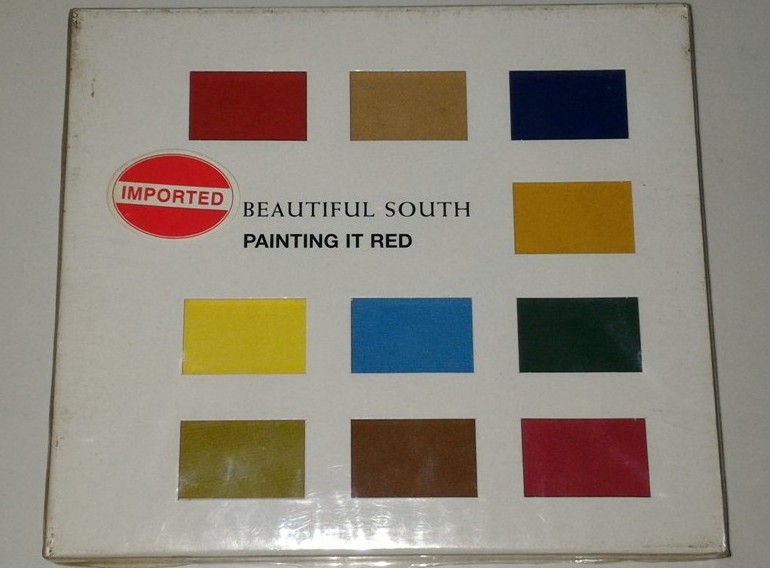 IMPORTED
BEAUTIFUL SOUTH
PAINTING IT RED